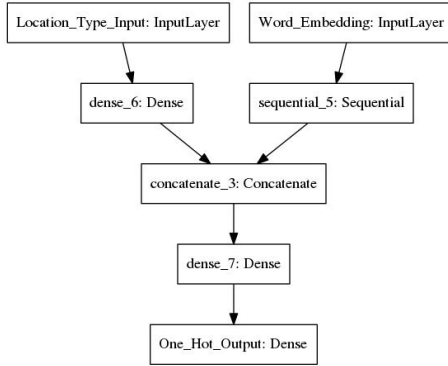 Location_Type_Input: InputLayer
Word_Embedding: InputLayer
dense_6: Dense
sequential_5: Sequential
concatenate_3: Concatenate
dense_7: Dense
One_Hot_Output: Dense